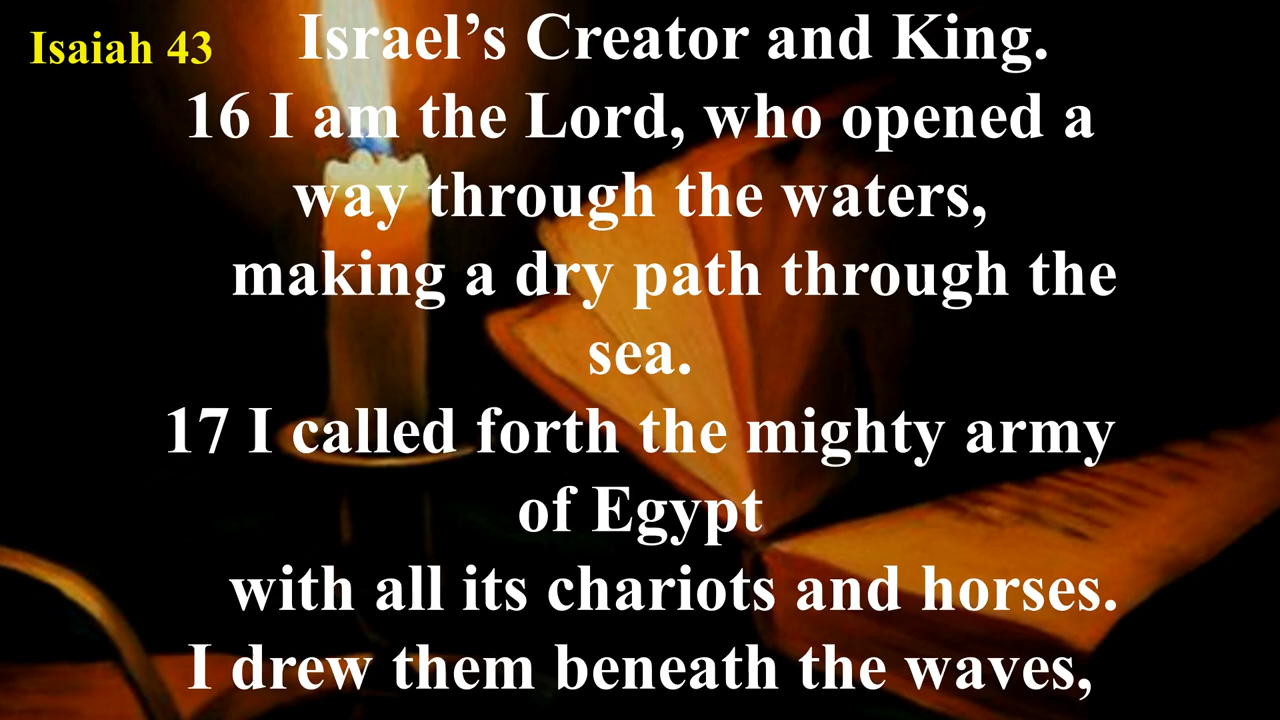 Isaiah 43
Israel’s Creator and King.
16 I am the Lord, who opened a
way through the waters,
making a dry path through the
sea.
17 I called forth the mighty army
of Egypt
with all its chariots and horses.
I drew them beneath the waves,